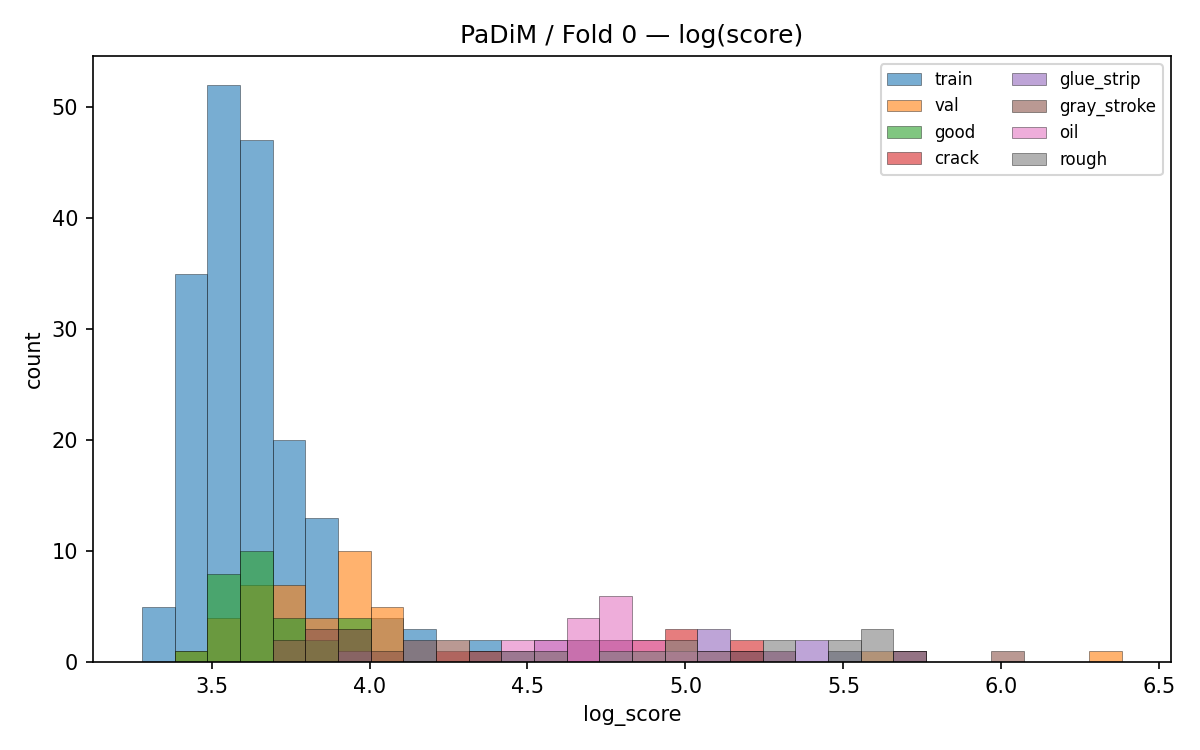 PaDiM / Fold 0 — log(score)
train
val
good
crack
glue_strip
gray_stroke
oil
rough
count
50
40
30
20
10
0
3.5 4.0 4.5 5.0 5.5 6.0 6.5
log_score